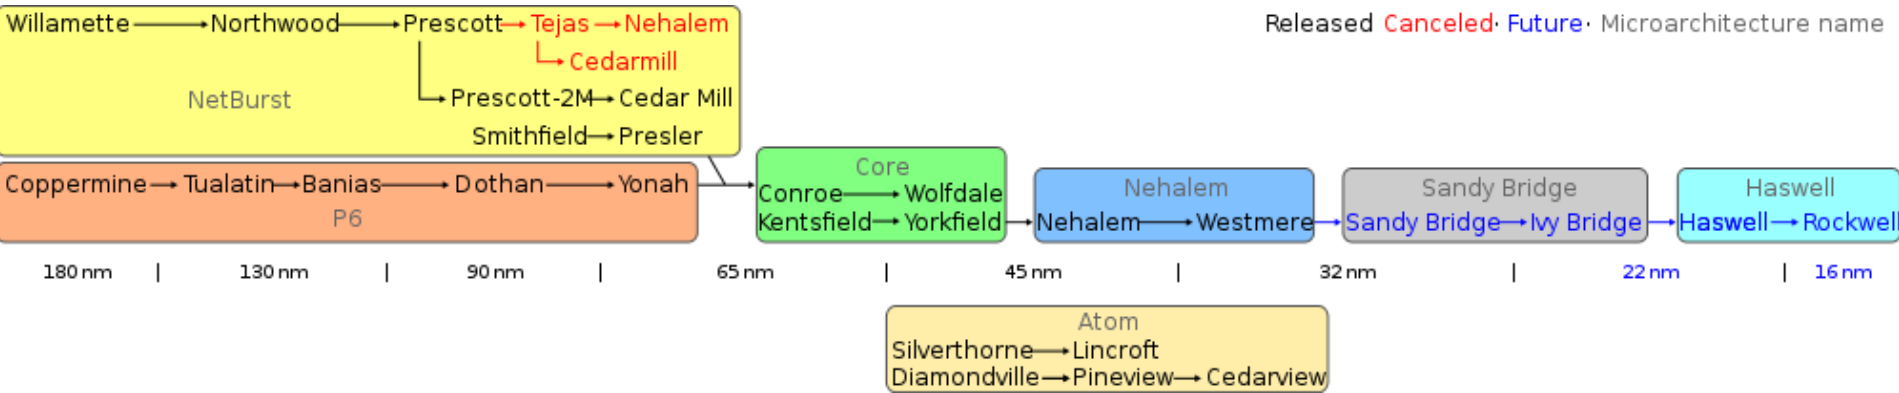 Willamette Northwood Prescott Tejas Nehalem
Released Canceled· Future· Microarchitecture name
Cedarmill
NetBurst
Prescott-2M Cedar Mill
Smithfield Presler
Coppermine Tualatin Banias Dothan Yonah
P6
Core
Conroe Wolfdale
Kentsfield Yorkfield
Nehalem
Nehalem Westmere
Sandy Bridge
Sandy Bridge Ivy Bridge
Haswell
Haswell Rockwell
180 nm | 130 nm | 90 nm | 65 nm | 45 nm | 32 nm | 22 nm | 16 nm
Atom
Silverthorne Lincroft
Diamondville Pineview Cedarview